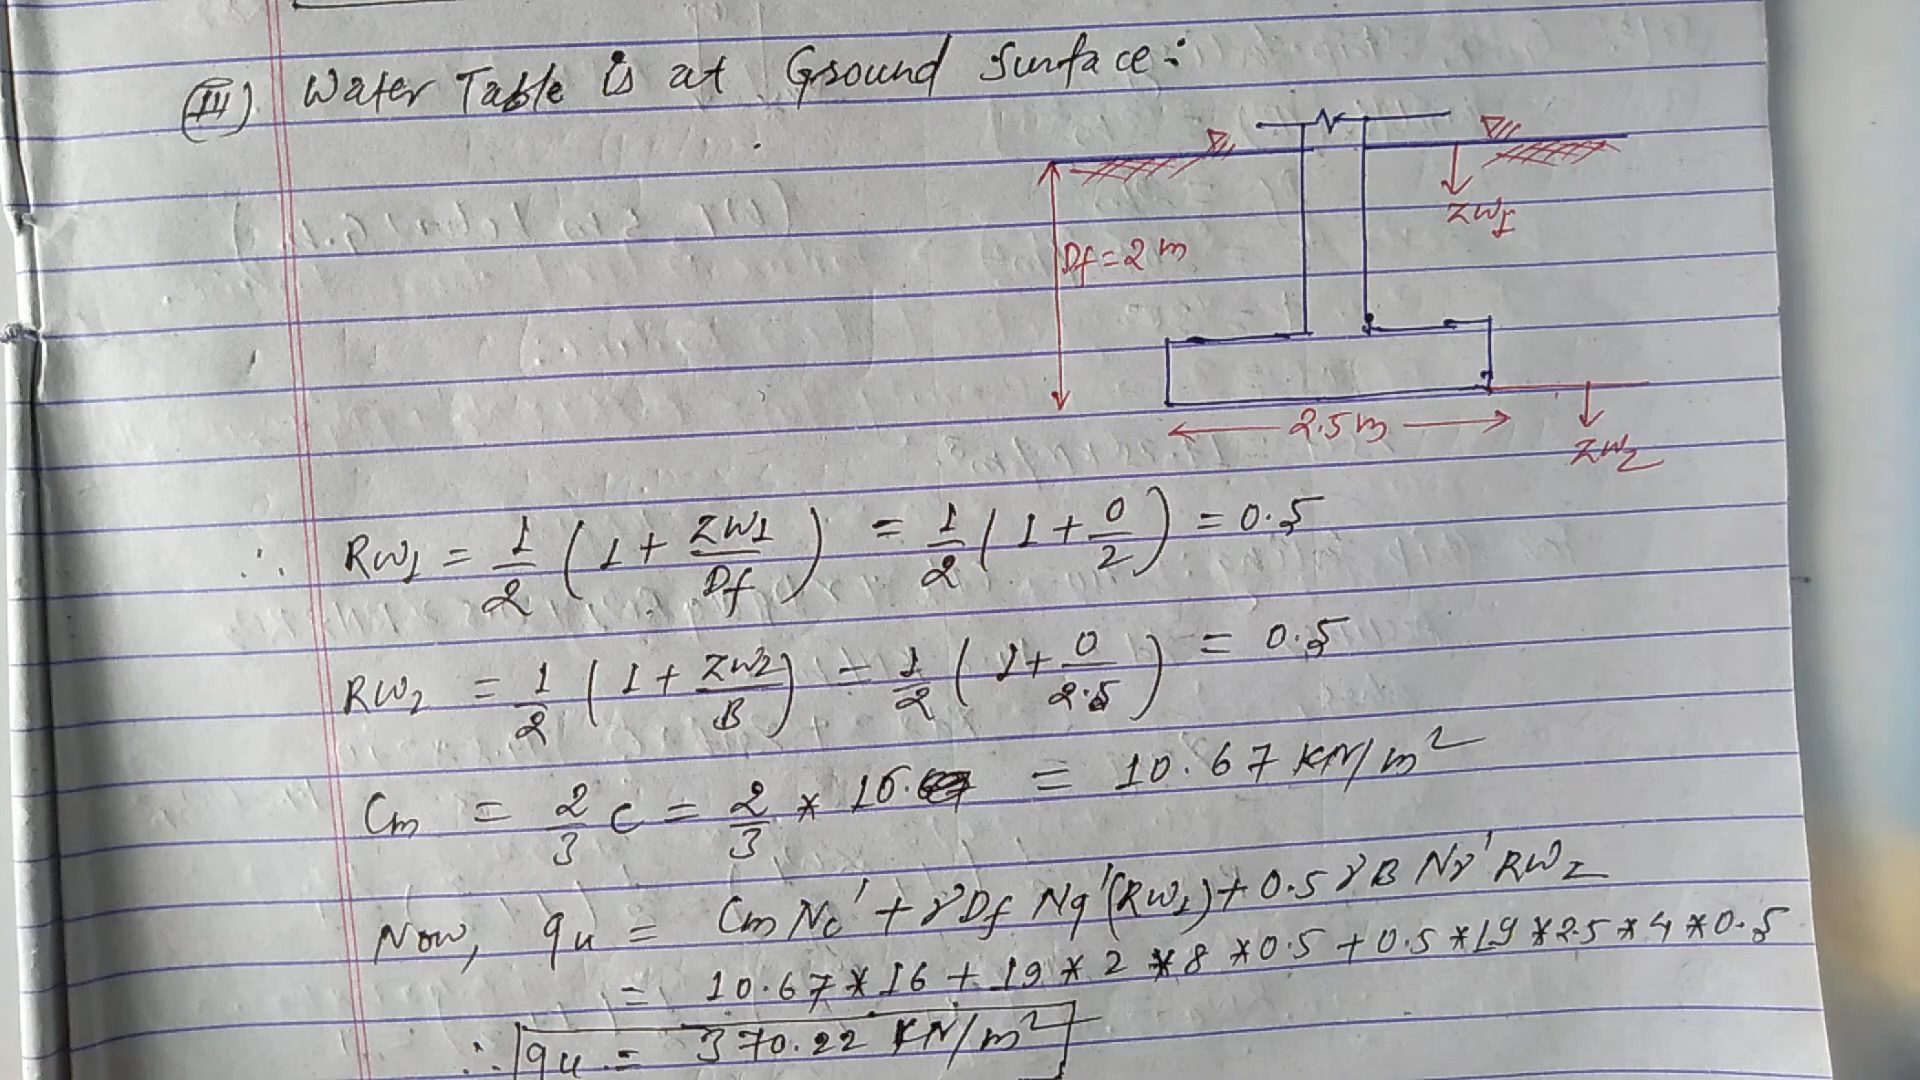 (III) Water Table is at Ground Surface:
ZW1
Df = 2 m
2.5 m
ZW2
∴ RW1 = 1/2 (1 + ZW1/Df) = 1/2 (1 + 0/2) = 0.5
RW2 = 1/2 (1 + ZW2/B) = 1/2 (1 + 0/2.5) = 0.5
Cm = 2/3 C = 2/3 * 16 = 10.67 KN/m²
Now, qu = Cm Nc' + γDf Nq' (RW1) + 0.5 γ B Nγ' RW2
= 10.67 * 16 + 19 * 2 * 8 * 0.5 + 0.5 * 19 * 2.5 * 4 * 0.5
∴ qu = 370.22 KN/m²